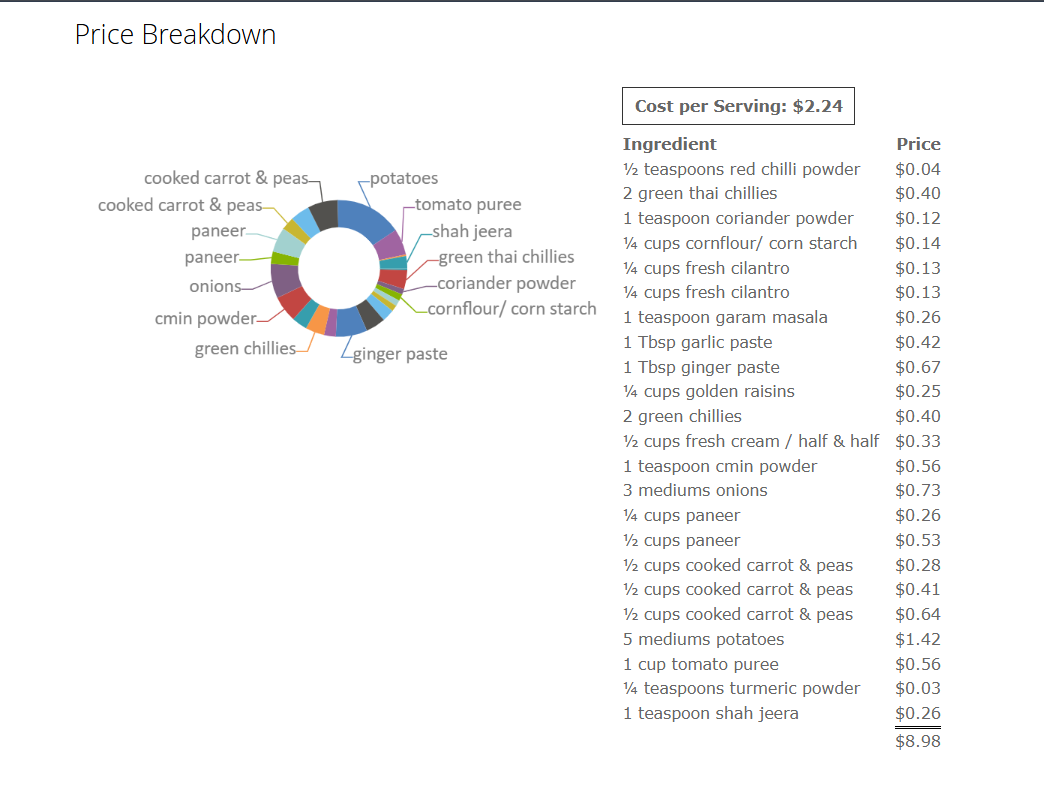 Price Breakdown
cooked carrot & peas
potatoes
cooked carrot & peas
tomato puree
paneer
shah jeera
paneer
green thai chillies
onions
coriander powder
cmin powder
cornflour/ corn starch
green chillies
ginger paste
Cost per Serving: $2.24
Ingredient Price
½ teaspoons red chilli powder $0.04
2 green thai chillies $0.40
1 teaspoon coriander powder $0.12
¼ cups cornflour/ corn starch $0.14
¼ cups fresh cilantro $0.13
¼ cups fresh cilantro $0.13
1 teaspoon garam masala $0.26
1 Tbsp garlic paste $0.42
1 Tbsp ginger paste $0.67
¼ cups golden raisins $0.25
2 green chillies $0.40
½ cups fresh cream / half & half $0.33
1 teaspoon cmin powder $0.56
3 mediums onions $0.73
¼ cups paneer $0.26
½ cups paneer $0.53
½ cups cooked carrot & peas $0.28
½ cups cooked carrot & peas $0.41
½ cups cooked carrot & peas $0.64
5 mediums potatoes $1.42
1 cup tomato puree $0.56
¼ teaspoons turmeric powder $0.03
1 teaspoon shah jeera $0.26
$8.98